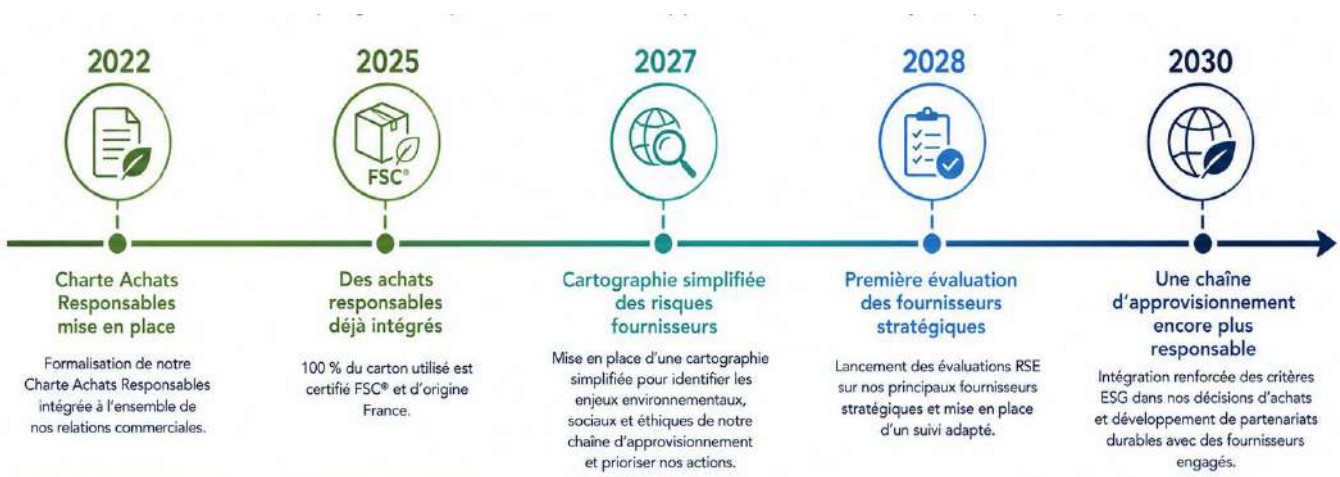 2022
2025
2027
2028
2030
FSC®
Charte Achats
Responsables
mise en place
Formalisation de notre
Charte Achats Responsables
intégrée à l'ensemble de
nos relations commerciales.
Des achats
responsables
déjà intégrés
100 % du carton utilisé est
certifié FSC® et d'origine
France.
Cartographie simplifiée
des risques
fournisseurs
Mise en place d'une cartographie
simplifiée pour identifier les
enjeux environnementaux,
sociaux et éthiques de notre
chaîne d'approvisionnement
et prioriser nos actions.
Première évaluation
des fournisseurs
stratégiques
Lancement des évaluations RSE
sur nos principaux fournisseurs
stratégiques et mise en place
d'un suivi adapté.
Une chaîne
d'approvisionnement
encore plus
responsable
Intégration renforcée des critères
ESG dans nos décisions d'achats
et développement de partenariats
durables avec des fournisseurs
engagés.